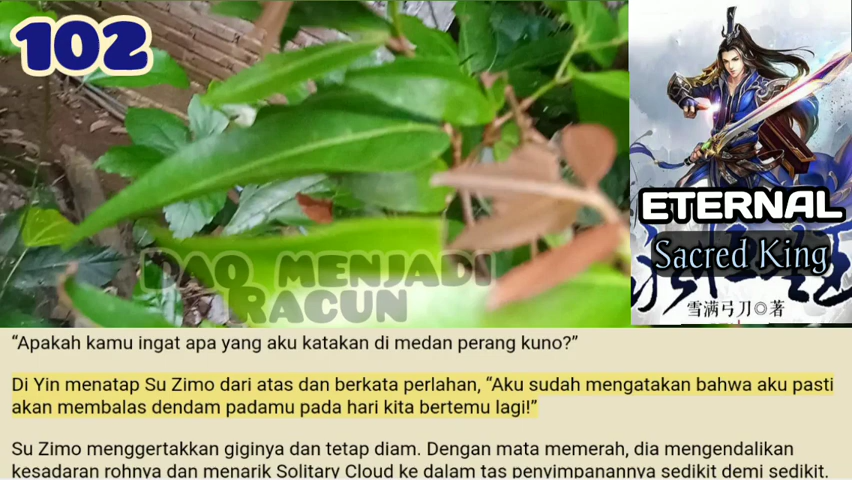 102
DAO MENJADI
RACUN
ETERNAL
Sacred King
雪满弓刀◎著
“Apakah kamu ingat apa yang aku katakan di medan perang kuno?”
Di Yin menatap Su Zimo dari atas dan berkata perlahan, “Aku sudah mengatakan bahwa aku pasti
akan membalas dendam padamu pada hari kita bertemu lagi!”
Su Zimo menggertakkan giginya dan tetap diam. Dengan mata memerah, dia mengendalikan
kesadaran rohnya dan menarik Solitary Cloud ke dalam tas penyimpanannya sedikit demi sedikit.